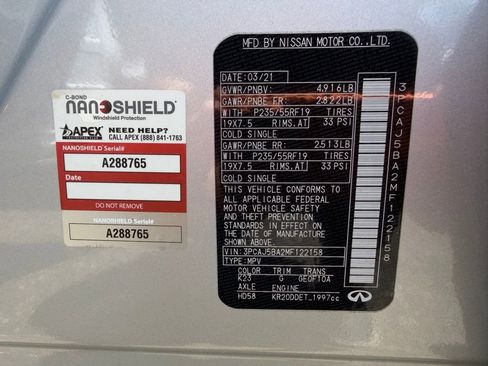 C-BOND
NANOSHIELD
Windshield Protection
APEX
NEED HELP?
CALL APEX (888) 841-1763
NANOSHIELD Serial#
A288765
Date:
DO NOT REMOVE
NANOSHIELD Serial#
A288765
MFD BY NISSAN MOTOR CO.,LTD.
DATE: 03/21
GVWR/PNBV: 4916LB
GAWR/PNBE FR: 2822LB
P235/55RF19 TIRES
19X7.5 RIMS.AT 33 PSI
COLD SINGLE
GAWR/PNBE RR: 2513LB
P235/55RF19 TIRES
19X7.5 RIMS.AT 33 PSI
COLD SINGLE
THIS VEHICLE CONFORMS TO
ALL APPLICABLE FEDERAL
MOTOR VEHICLE SAFETY
AND THEFT PREVENTION
STANDARDS IN EFFECT ON
THE DATE OF MANUFACTURE
SHOWN ABOVE.
VIN:3PCAJ5BA2MF122158
TYPE:MPV
COLOR TRIM TRANS
K23 G GE0F10A
AXLE ENGINE
HD58 KR20DDET_1997cc
3PCAJ5BA2MF122158